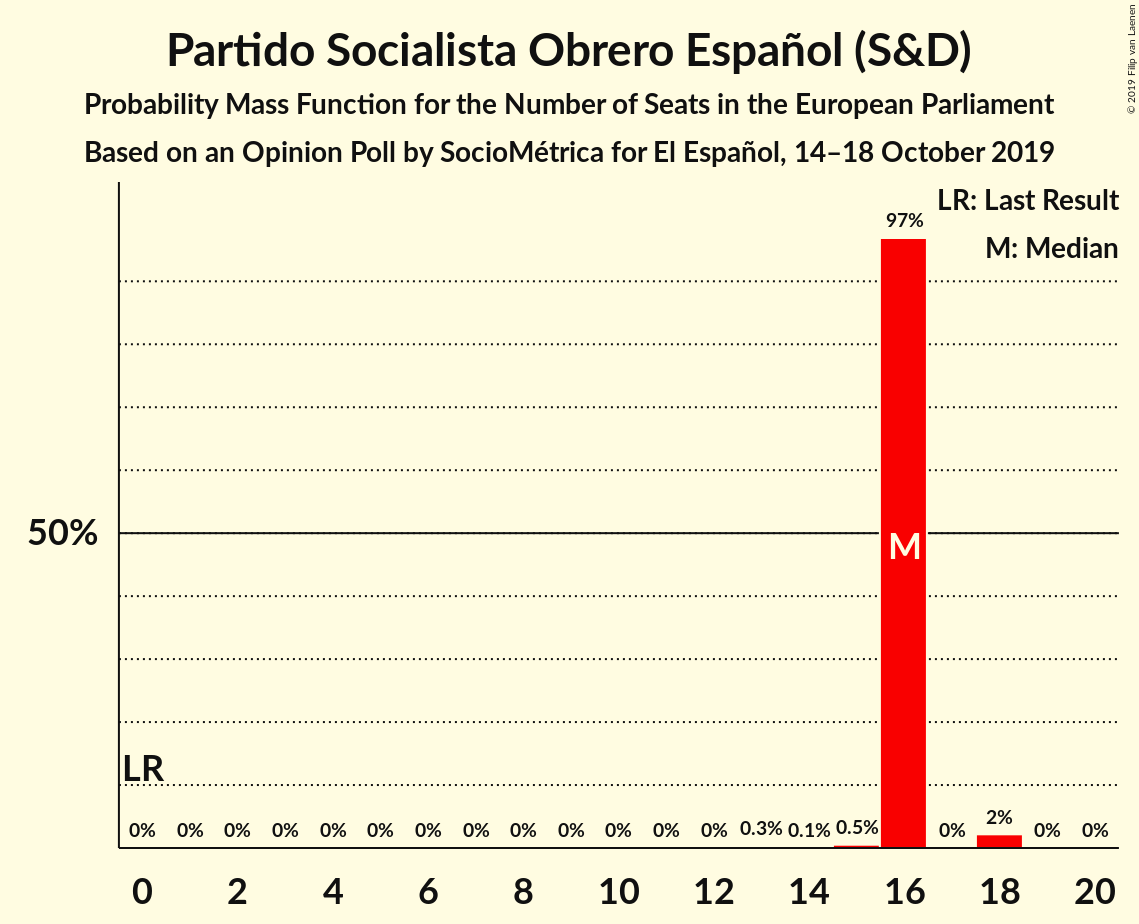 Partido Socialista Obrero Español (S&D)
Probability Mass Function for the Number of Seats in the European Parliament
Based on an Opinion Poll by SocioMétrica for El Español, 14–18 October 2019
© 2019 Filip van Laenen
LR: Last Result
M: Median
97%
50%
M
LR
0% 0% 0% 0% 0% 0% 0% 0% 0% 0% 0% 0% 0% 0.3% 0.1% 0.5% 0% 2% 0% 0%
0 2 4 6 8 10 12 14 16 18 20